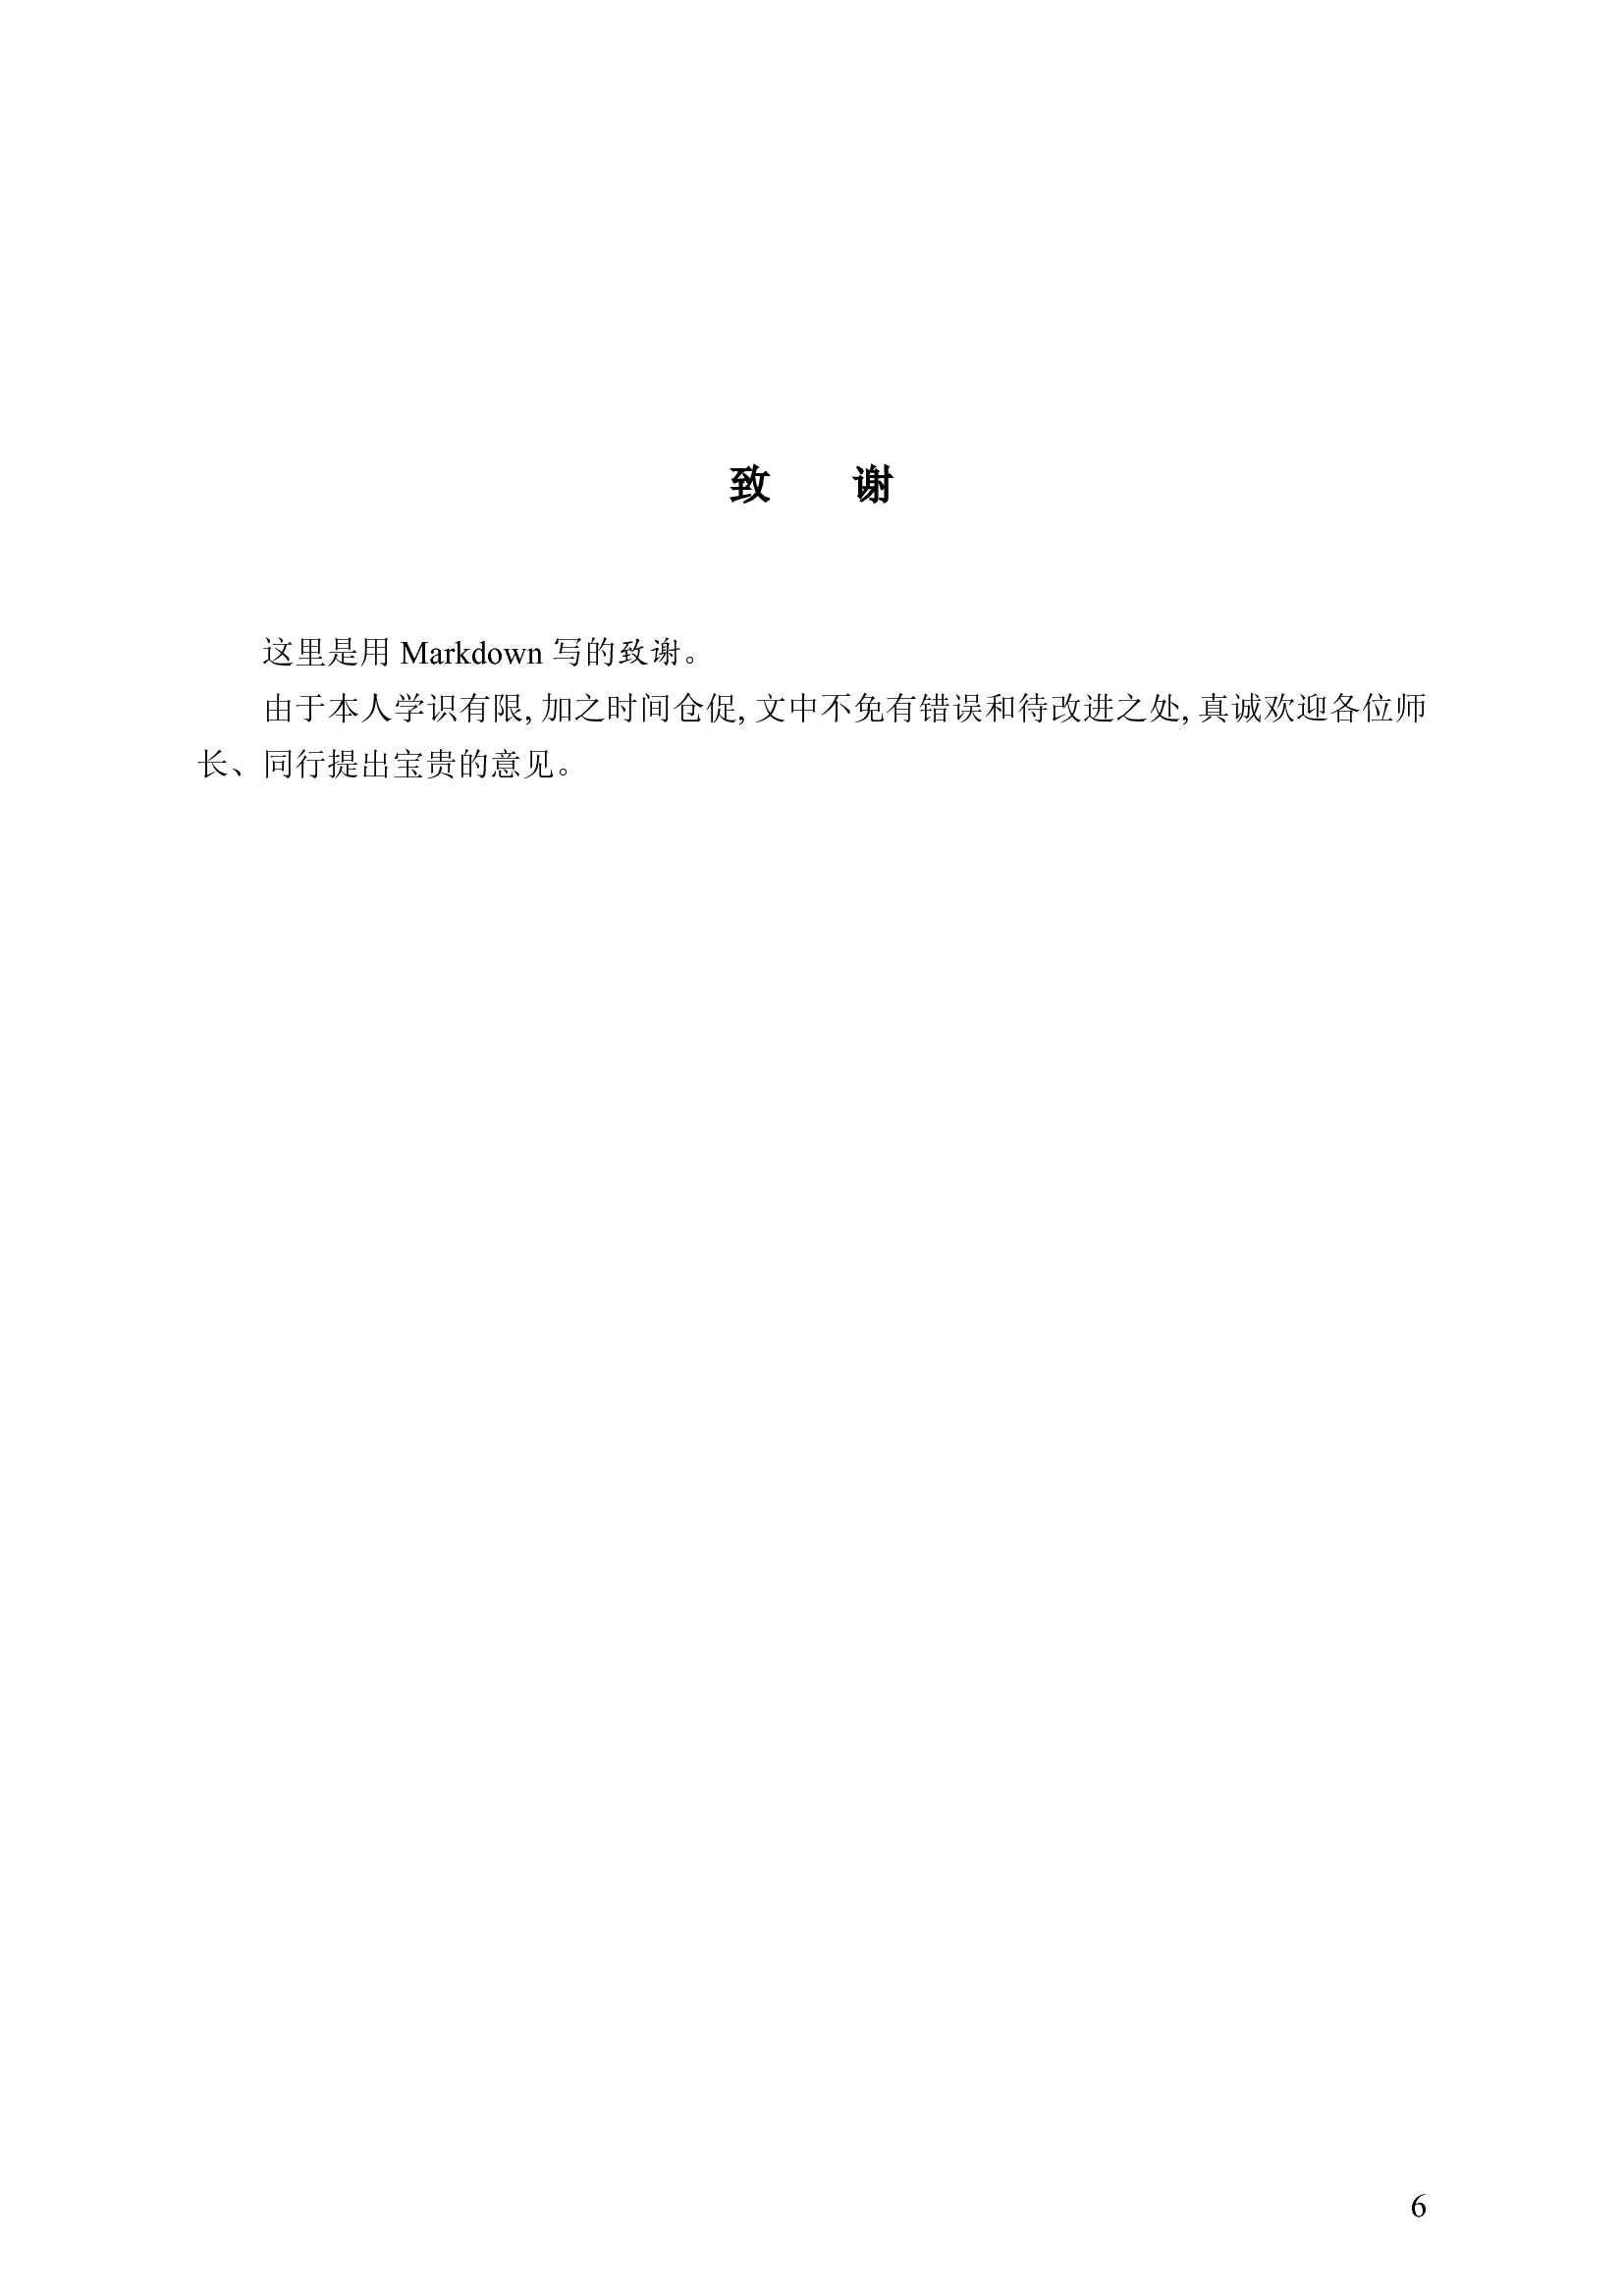 致　　谢
这里是用 Markdown 写的致谢。
由于本人学识有限, 加之时间仓促, 文中不免有错误和待改进之处, 真诚欢迎各位师
长、同行提出宝贵的意见。
6